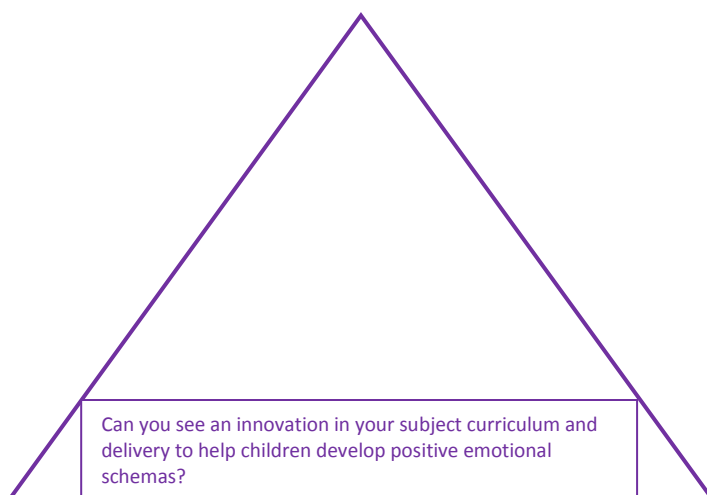 Can you see an innovation in your subject curriculum and
delivery to help children develop positive emotional
schemas?